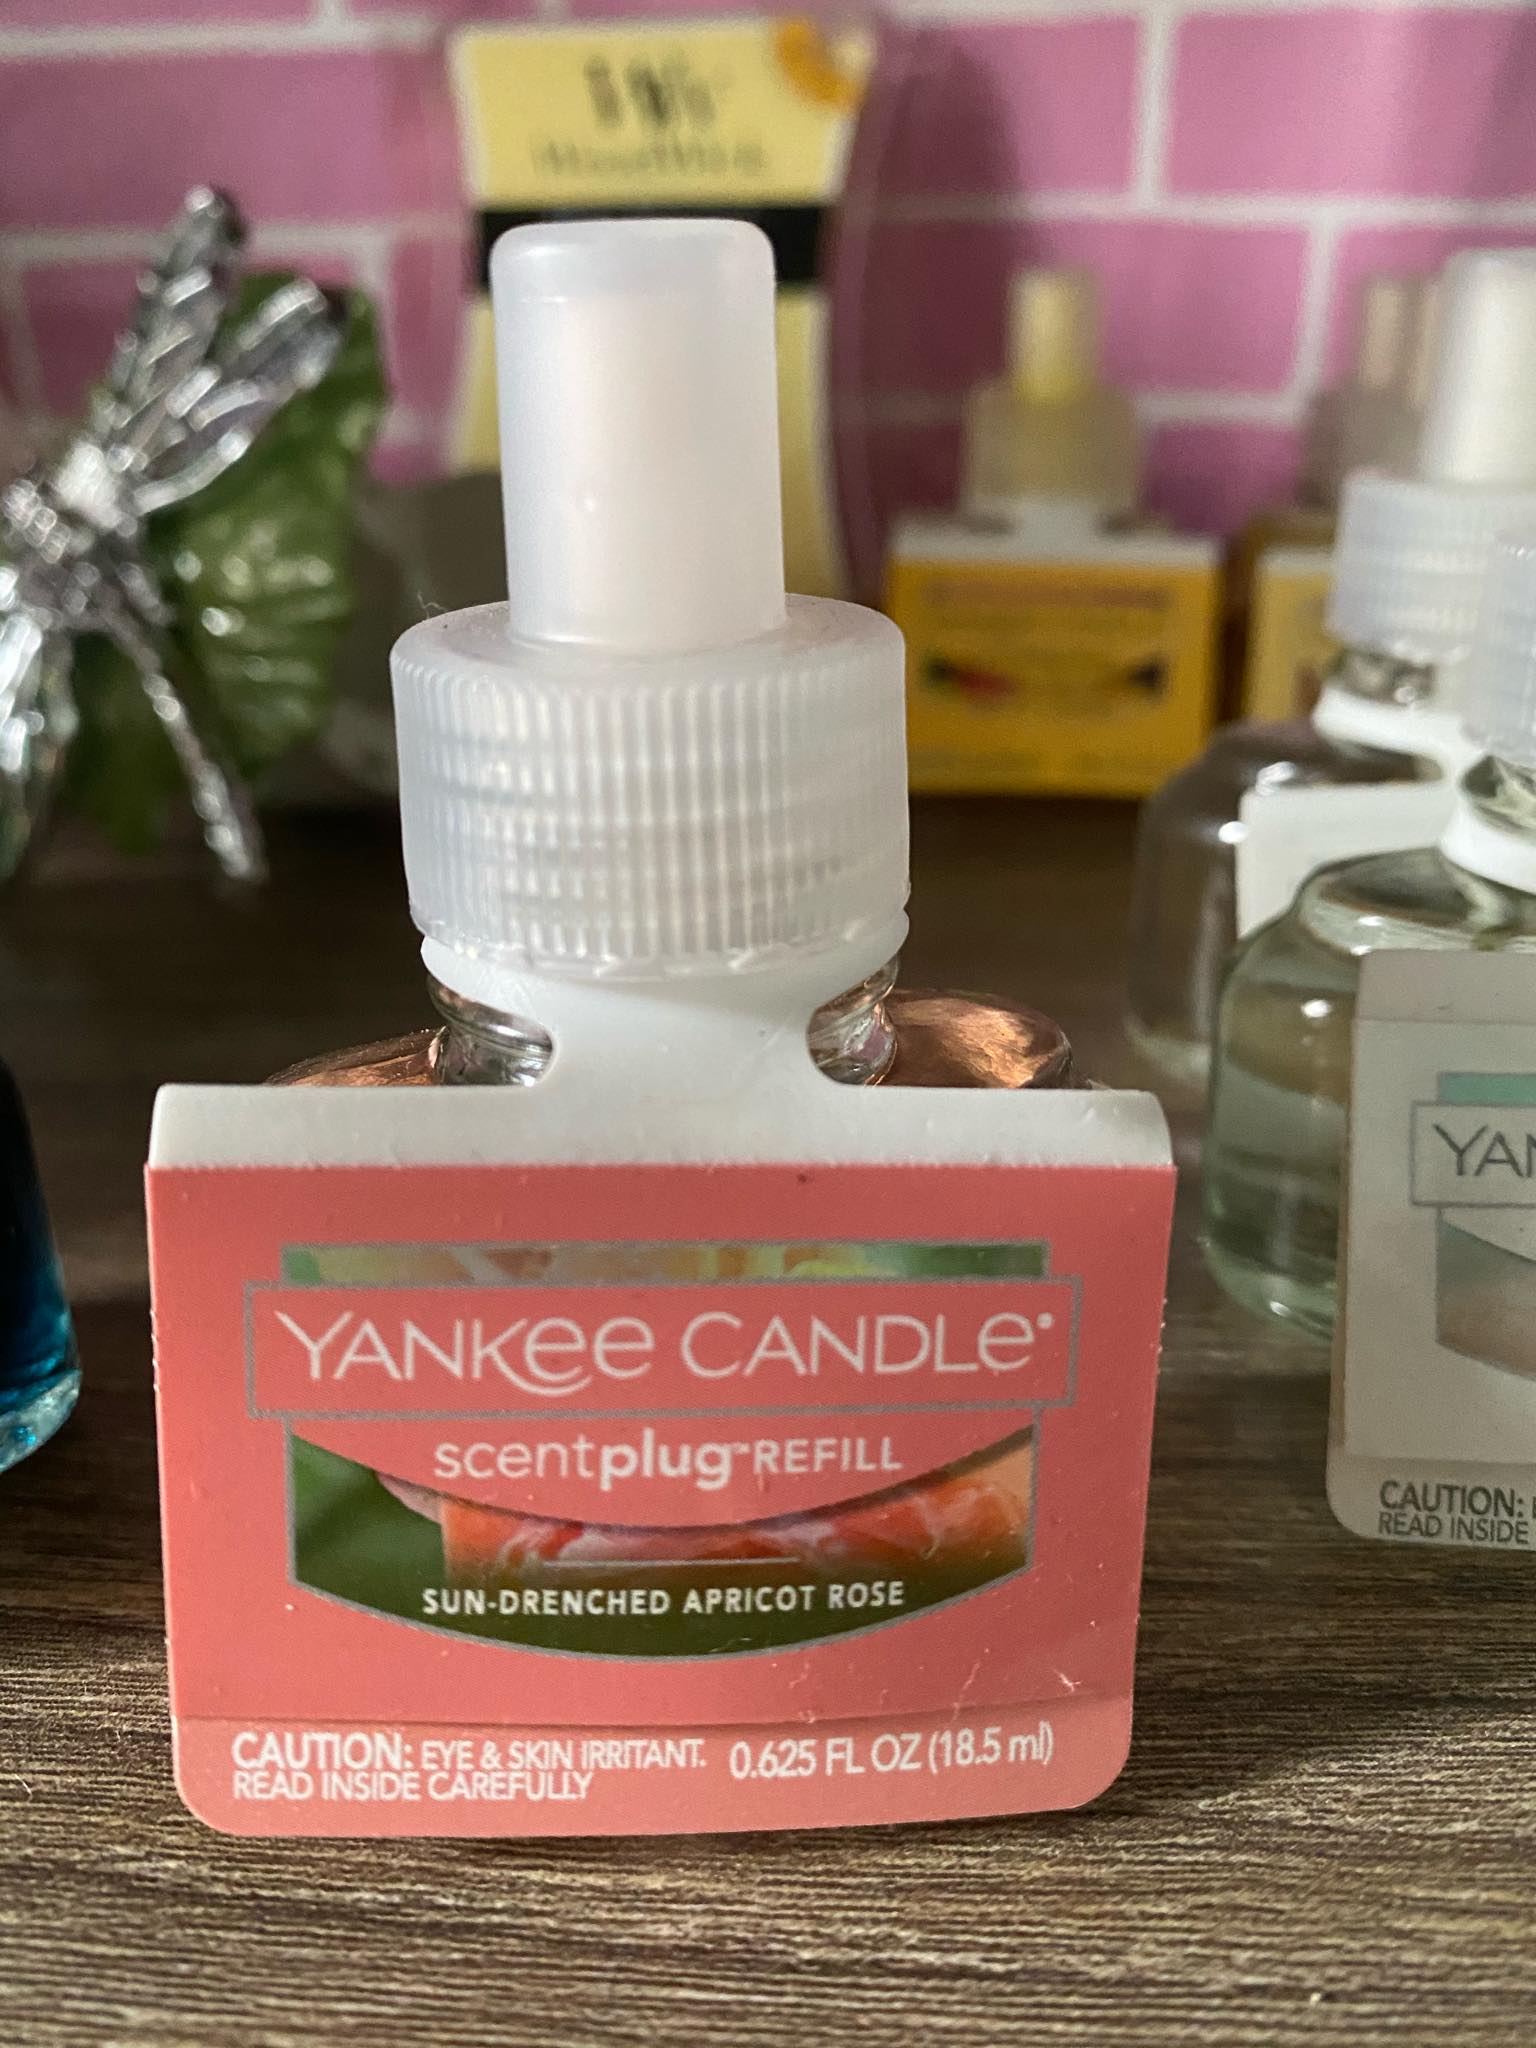 YANKEE CANDLE
scentplug™ REFILL
SUN-DRENCHED APRICOT ROSE
CAUTION: EYE & SKIN IRRITANT.
READ INSIDE CAREFULLY
0.625 FL OZ (18.5 ml)
CAUTION:
READ INSIDE